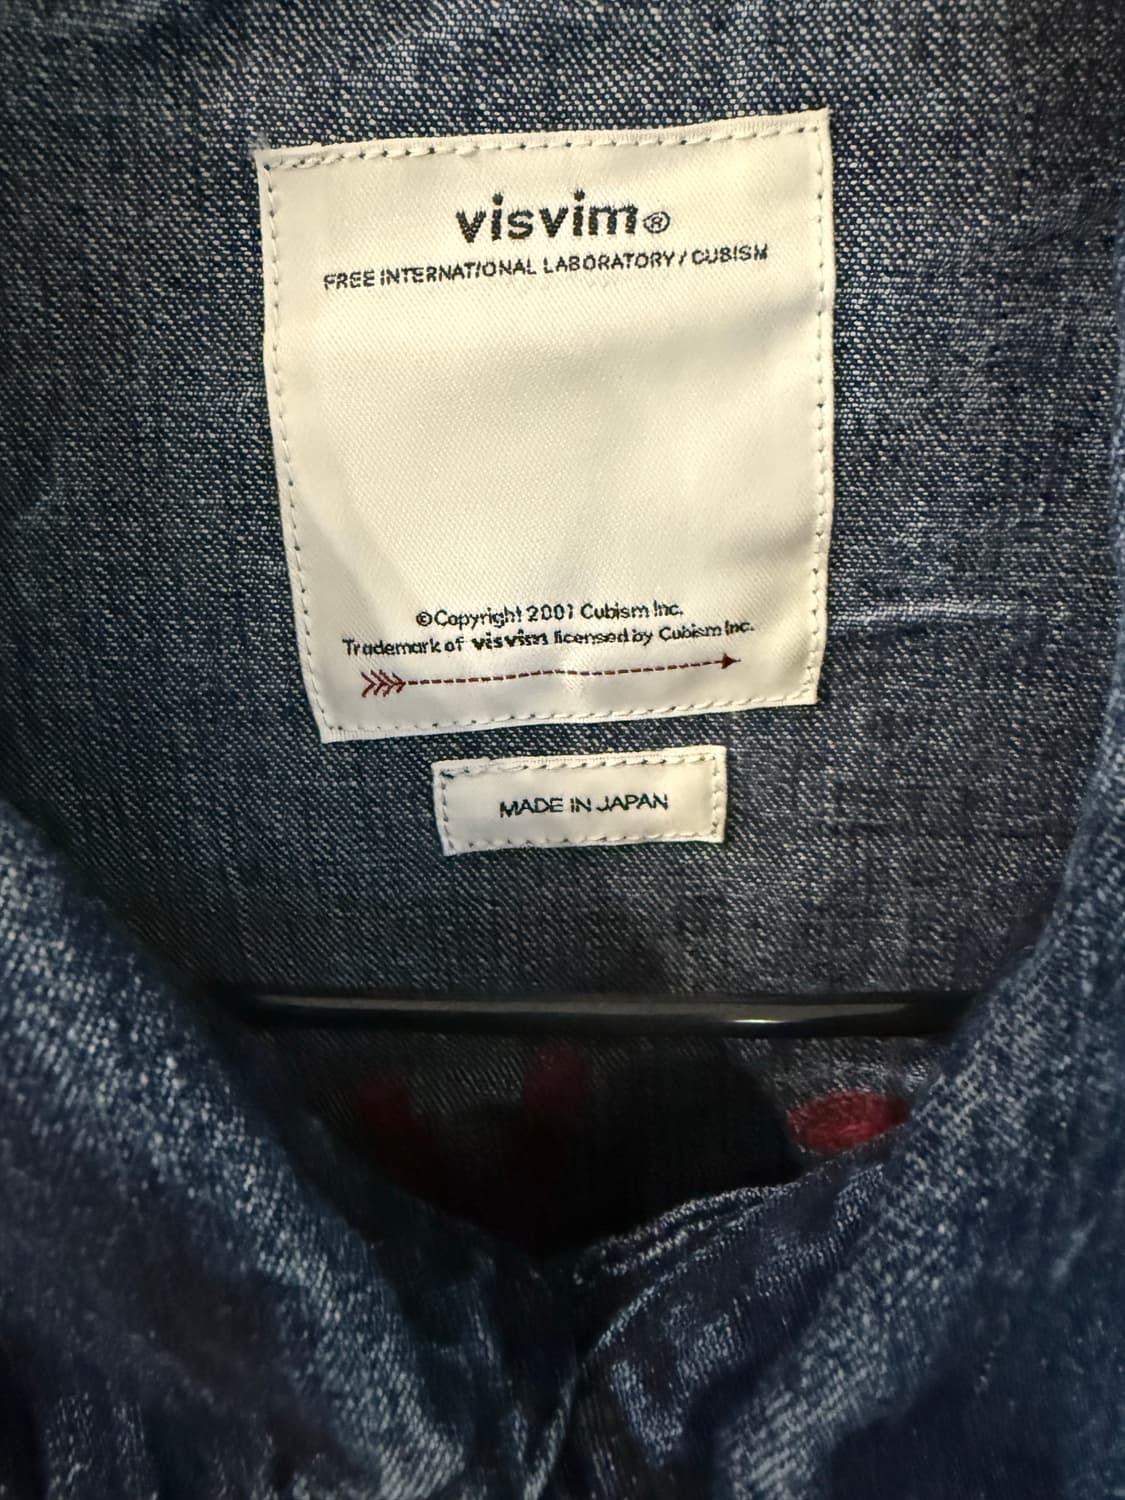 visvim®
FREE INTERNATIONAL LABORATORY / CUBISM
©Copyright 2001 Cubism Inc.
Trademark of visvim licensed by Cubism Inc.
MADE IN JAPAN